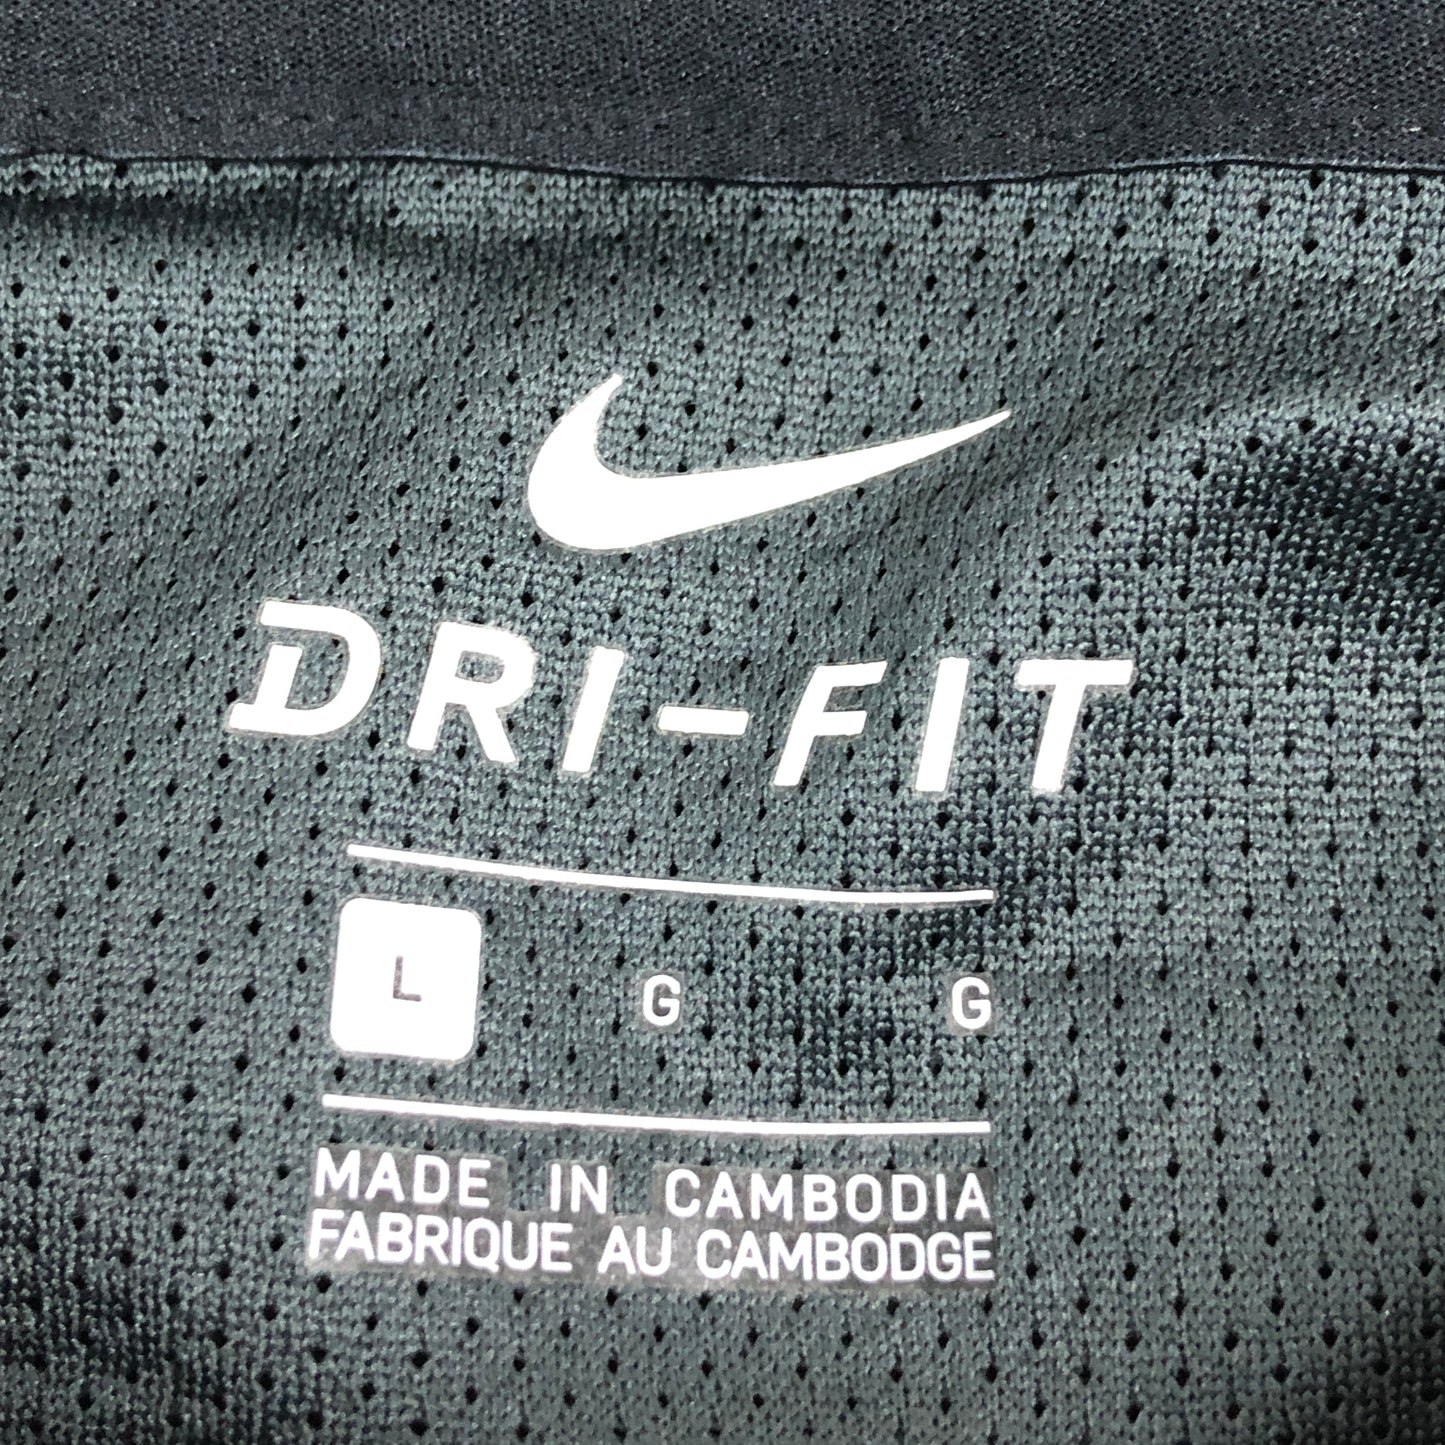 DRI-FIT
L G G
MADE IN CAMBODIA
FABRIQUE AU CAMBODGE